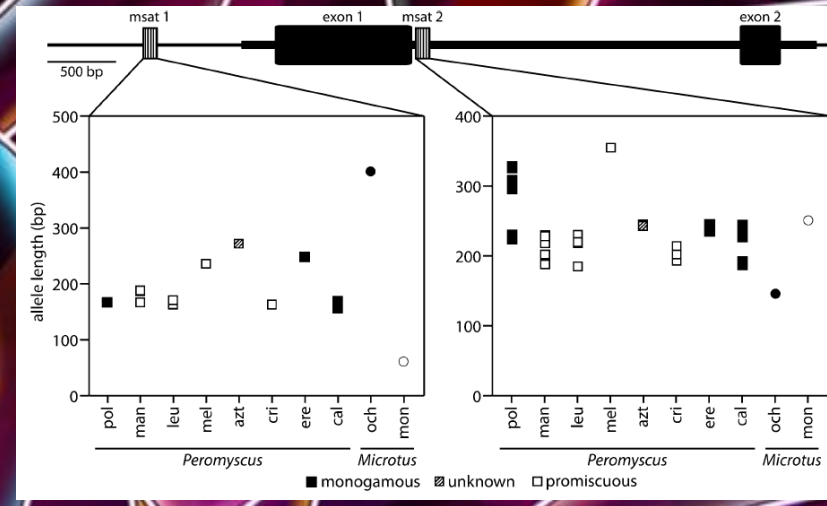 msat 1 exon 1 msat 2 exon 2
500 bp
500 400
400 300
300 200
200 100
100 0
0
allele length (bp)
pol man leu mel azt cri ere cal och mon
pol man leu mel azt cri ere cal och mon
Peromyscus Microtus Peromyscus Microtus
monogamous unknown promiscuous